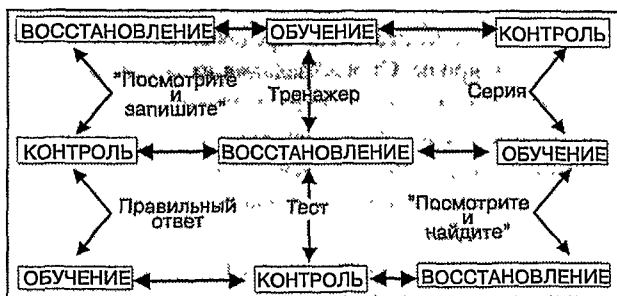 ВОССТАНОВЛЕНИЕ ОБУЧЕНИЕ КОНТРОЛЬ
"Посмотрите
и
запишите"
Тренажер
Серия
КОНТРОЛЬ ВОССТАНОВЛЕНИЕ ОБУЧЕНИЕ
Правильный
ответ
Тест
"Посмотрите
и
найдите"
ОБУЧЕНИЕ КОНТРОЛЬ ВОССТАНОВЛЕНИЕ